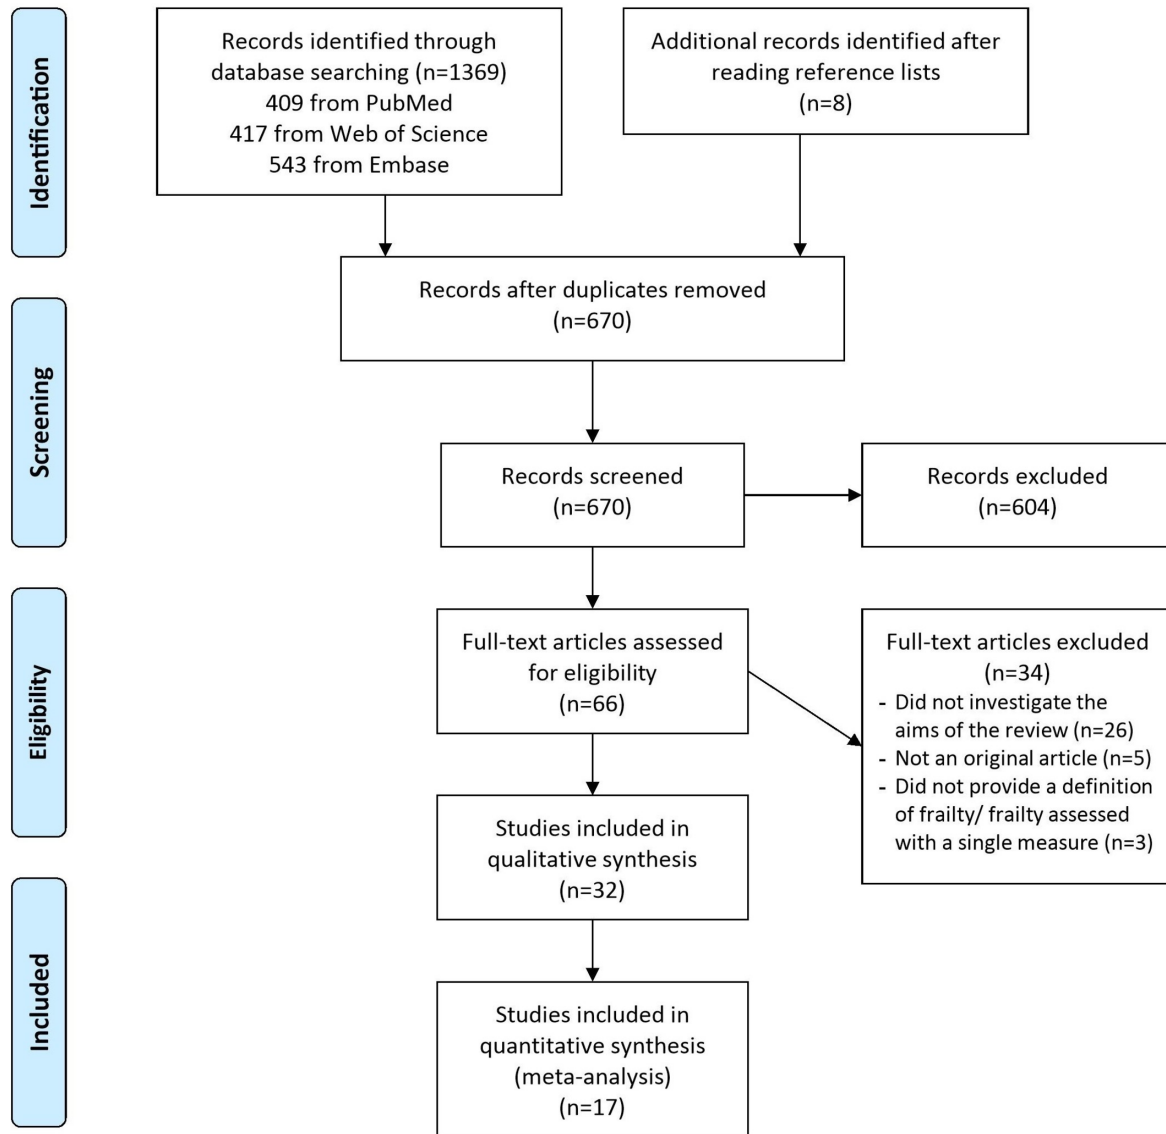 Identification
Records identified through
database searching (n=1369)
409 from PubMed
417 from Web of Science
543 from Embase
Additional records identified after
reading reference lists
(n=8)
Records after duplicates removed
(n=670)
Screening
Records screened
(n=670)
Records excluded
(n=604)
Eligibility
Full-text articles assessed
for eligibility
(n=66)
Full-text articles excluded
(n=34)
- Did not investigate the
aims of the review (n=26)
- Not an original article (n=5)
- Did not provide a definition
of frailty/ frailty assessed
with a single measure (n=3)
Studies included in
qualitative synthesis
(n=32)
Included
Studies included in
quantitative synthesis
(meta-analysis)
(n=17)